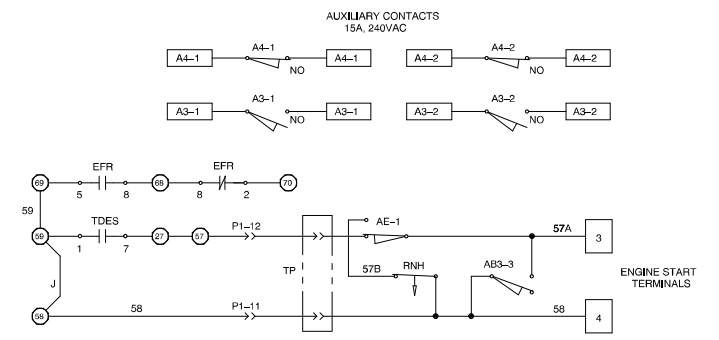 AUXILIARY CONTACTS
15A, 240VAC
A4–1 A4–1 A4–1 A4–2 A4–2 A4–2
NO NO
A3–1 A3–1 A3–1 A3–2 A3–2 A3–2
NO NO
EFR EFR
69 5 8 68 8 2 70
59
TDES P1–12 AE–1 57A
59 1 7 27 57 3
TP 57B RNH AB3–3
ENGINE START
TERMINALS
J
58 P1–11 58
58 4